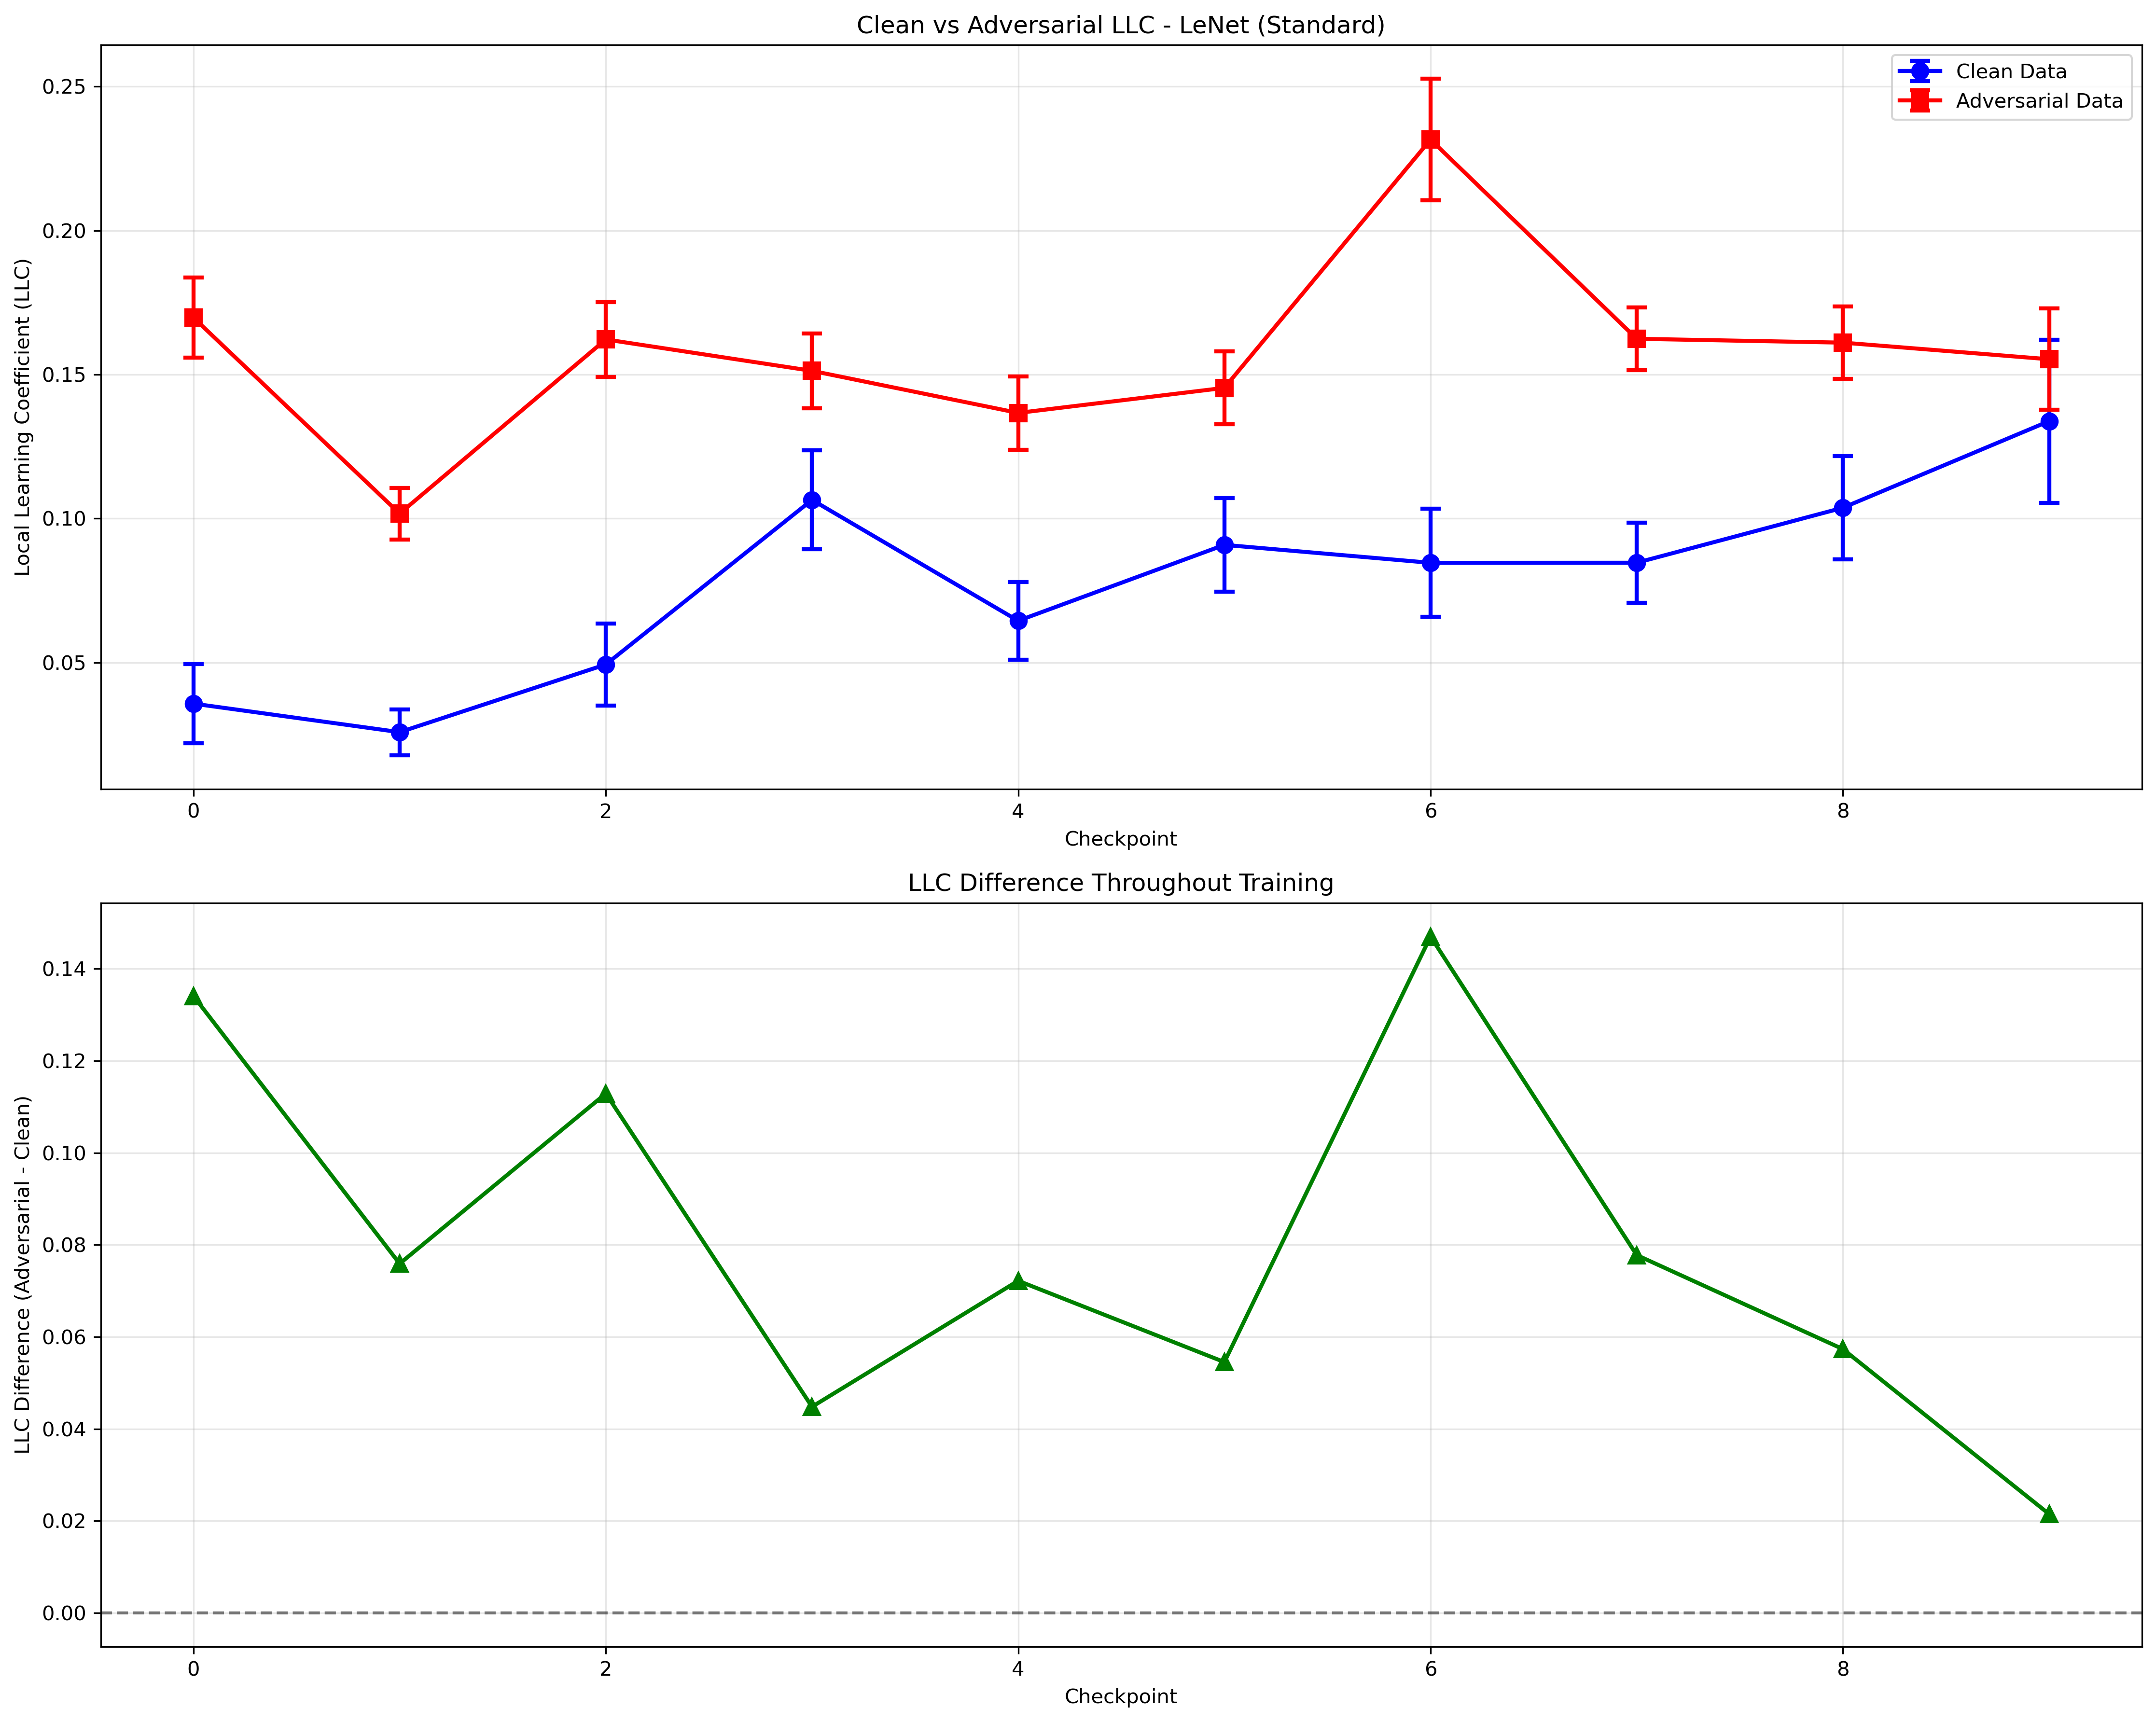 Clean vs Adversarial LLC - LeNet (Standard)
Local Learning Coefficient (LLC)
0.25
0.20
0.15
0.10
0.05
Clean Data
Adversarial Data
0 2 4 6 8
Checkpoint
LLC Difference Throughout Training
LLC Difference (Adversarial - Clean)
0.14
0.12
0.10
0.08
0.06
0.04
0.02
0.00
0 2 4 6 8
Checkpoint